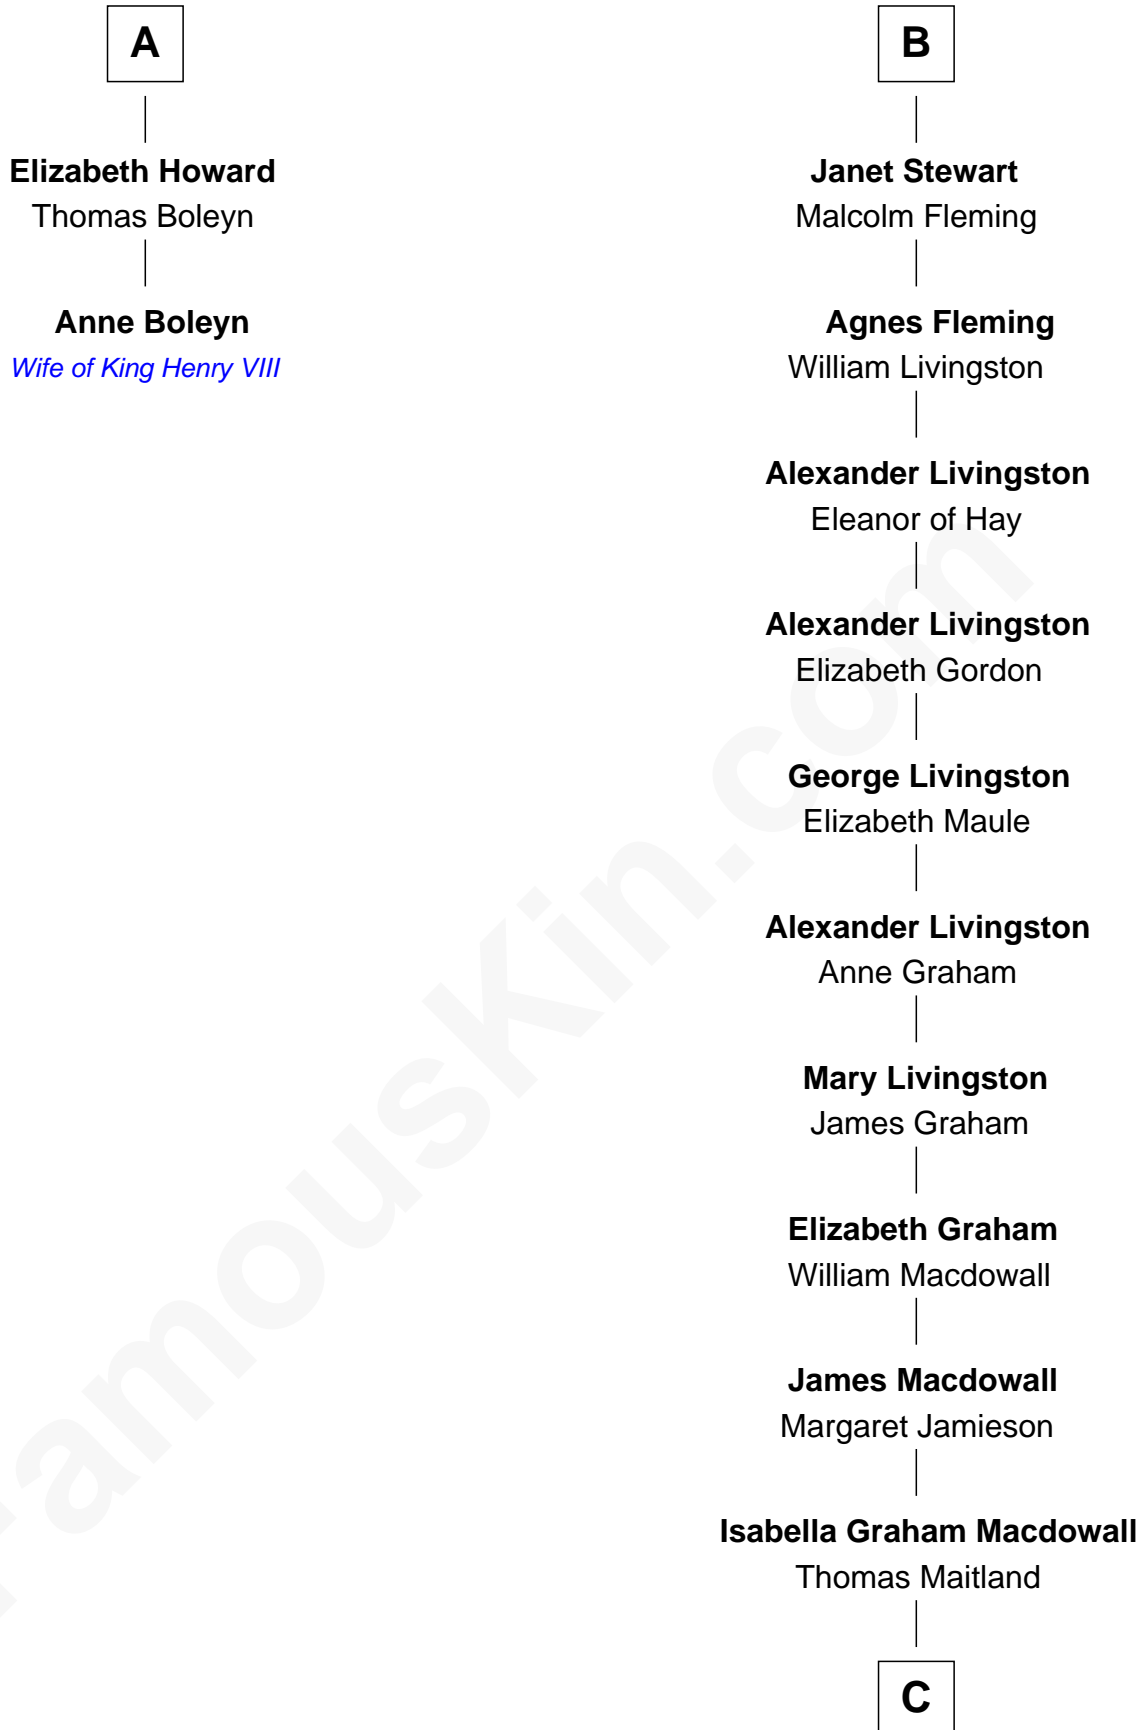 A
Elizabeth Howard
Thomas Boleyn
Anne Boleyn
Wife of King Henry VIII
B
Janet Stewart
Malcolm Fleming
Agnes Fleming
William Livingston
Alexander Livingston
Eleanor of Hay
Alexander Livingston
Elizabeth Gordon
George Livingston
Elizabeth Maule
Alexander Livingston
Anne Graham
Mary Livingston
James Graham
Elizabeth Graham
William Macdowall
James Macdowall
Margaret Jamieson
Isabella Graham Macdowall
Thomas Maitland
C
FamousKin.com